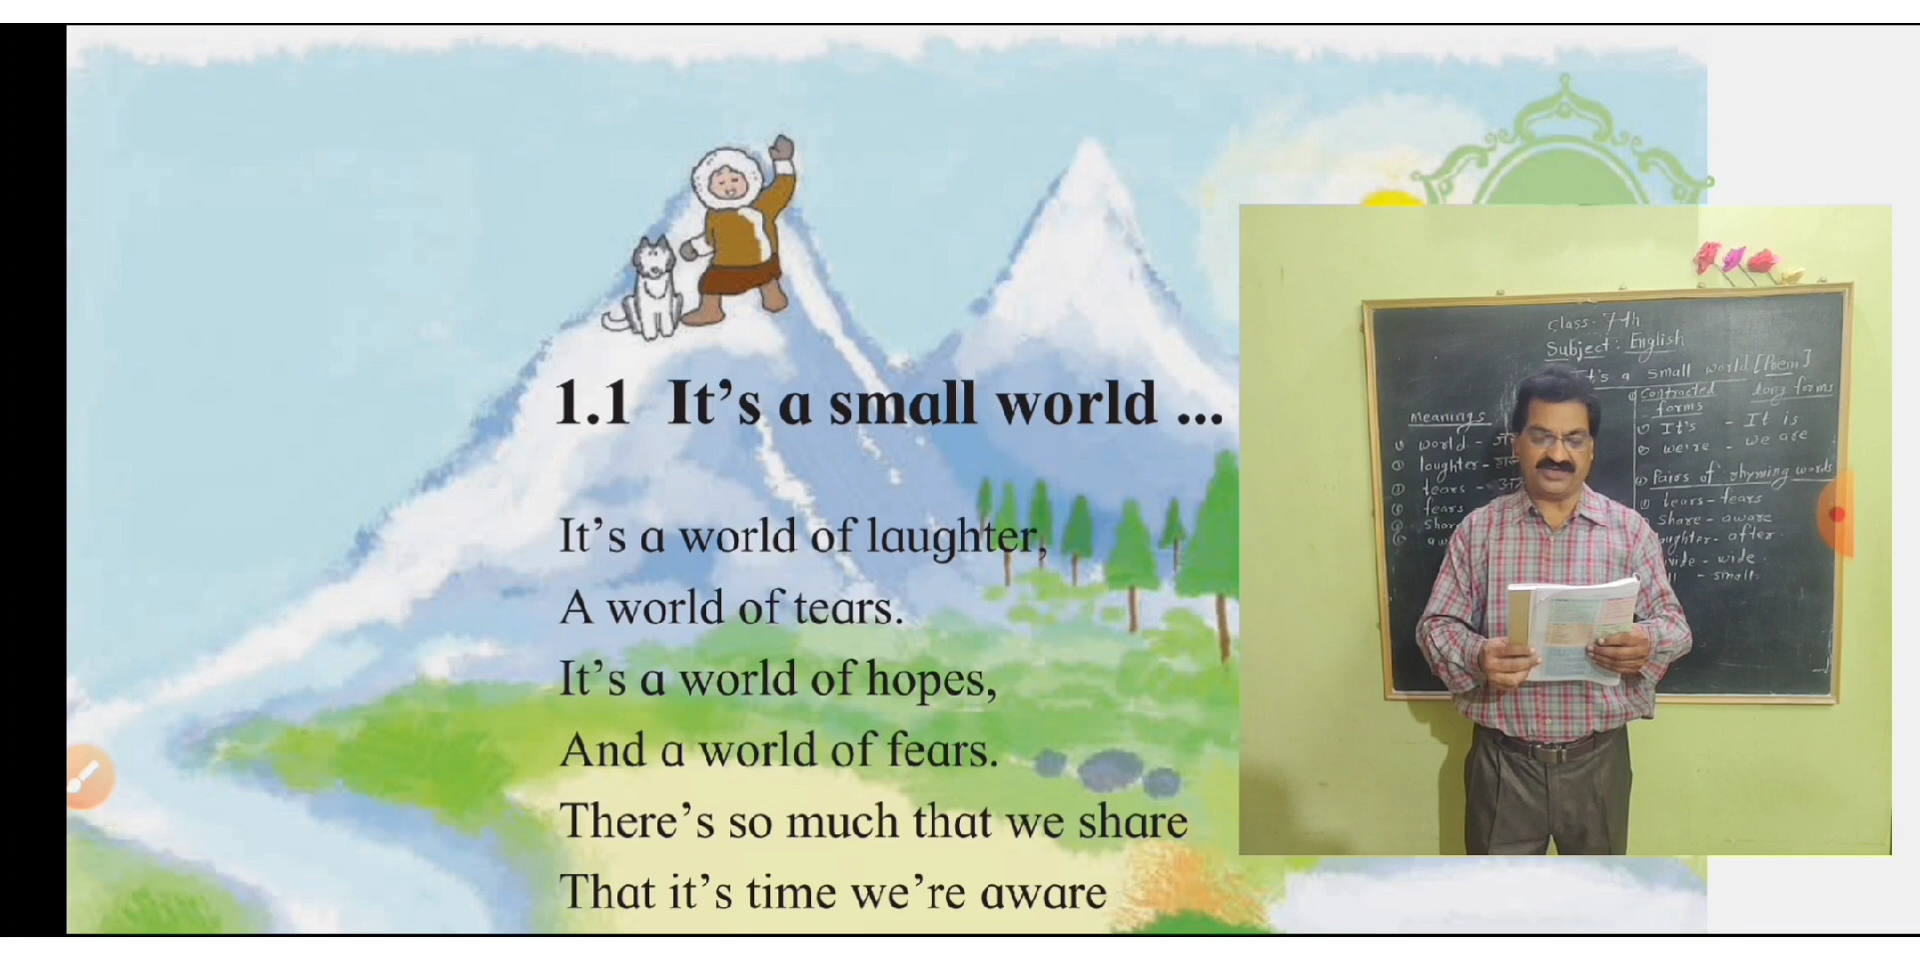 1.1 It’s a small world ...
It’s a world of laughter,
A world of tears.
It’s a world of hopes,
And a world of fears.
There’s so much that we share
That it’s time we’re aware
Class - 7th
Subject : English
It's a small world [Poem]
Meanings
world -
laughter -
tears -
fears
Contracted long forms
forms
It's - It is
we're - we are
Pairs of rhyming words
tears - fears
share - aware
- after
- wide
- small